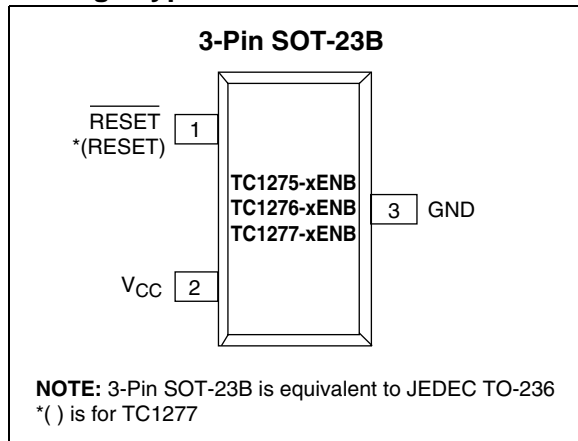 3-Pin SOT-23B
RESET
*(RESET)
1
TC1275-xENB
TC1276-xENB
TC1277-xENB
3 GND
VCC 2
NOTE: 3-Pin SOT-23B is equivalent to JEDEC TO-236
*( ) is for TC1277